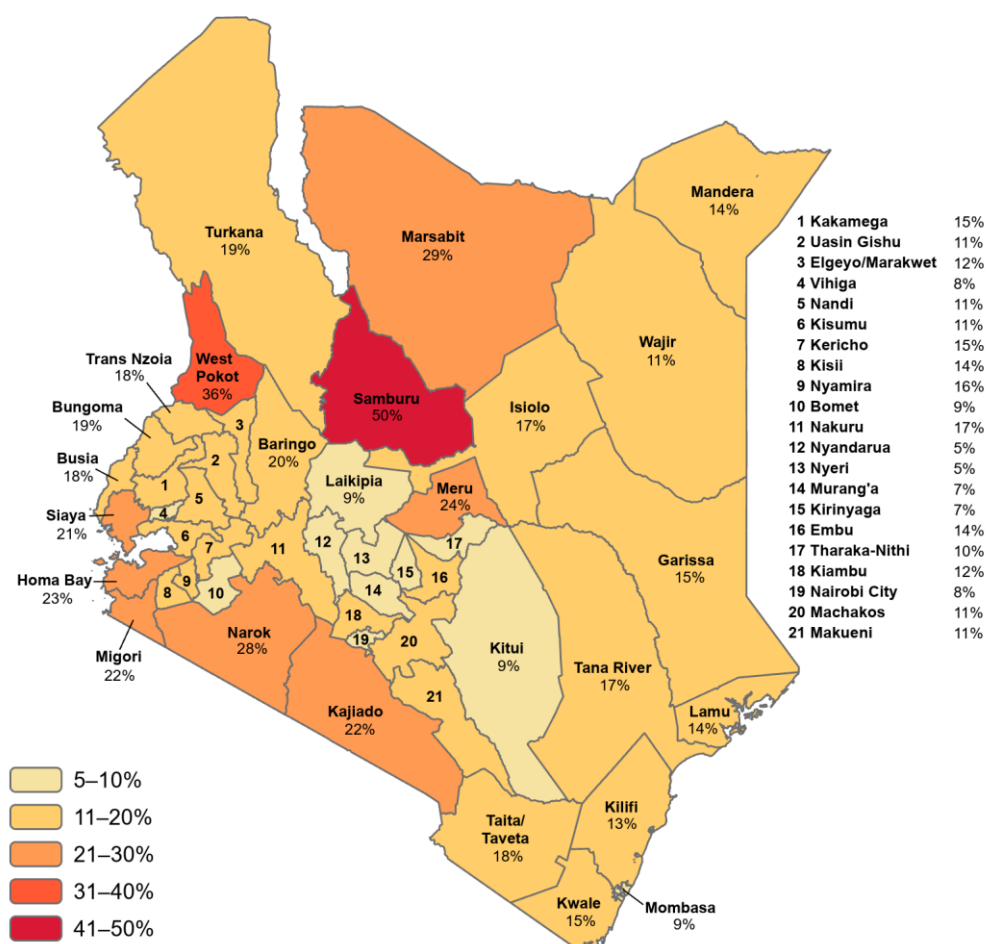 Mandera
14%
Turkana
19%
Marsabit
29%
Wajir
11%
Trans Nzoia
18%
West
Pokot
36%
Samburu
50%
Isiolo
17%
Bungoma
19%
3
Baringo
20%
2
Busia
18%
1
5
4
Laikipia
9%
Meru
24%
Siaya
21%
6
7
11
12
13
17
15
16
Garissa
15%
Homa Bay
23%
8
9
10
14
18
19
20
Migori
22%
Narok
28%
Kitui
9%
Tana River
17%
21
Kajiado
22%
Lamu
14%
Kilifi
13%
Taita/
Taveta
18%
Kwale
15%
Mombasa
9%
1 Kakamega 15%
2 Uasin Gishu 11%
3 Elgeyo/Marakwet 12%
4 Vihiga 8%
5 Nandi 11%
6 Kisumu 11%
7 Kericho 15%
8 Kisii 14%
9 Nyamira 16%
10 Bomet 9%
11 Nakuru 17%
12 Nyandarua 5%
13 Nyeri 5%
14 Murang'a 7%
15 Kirinyaga 7%
16 Embu 14%
17 Tharaka-Nithi 10%
18 Kiambu 12%
19 Nairobi City 8%
20 Machakos 11%
21 Makueni 11%
5–10%
11–20%
21–30%
31–40%
41–50%